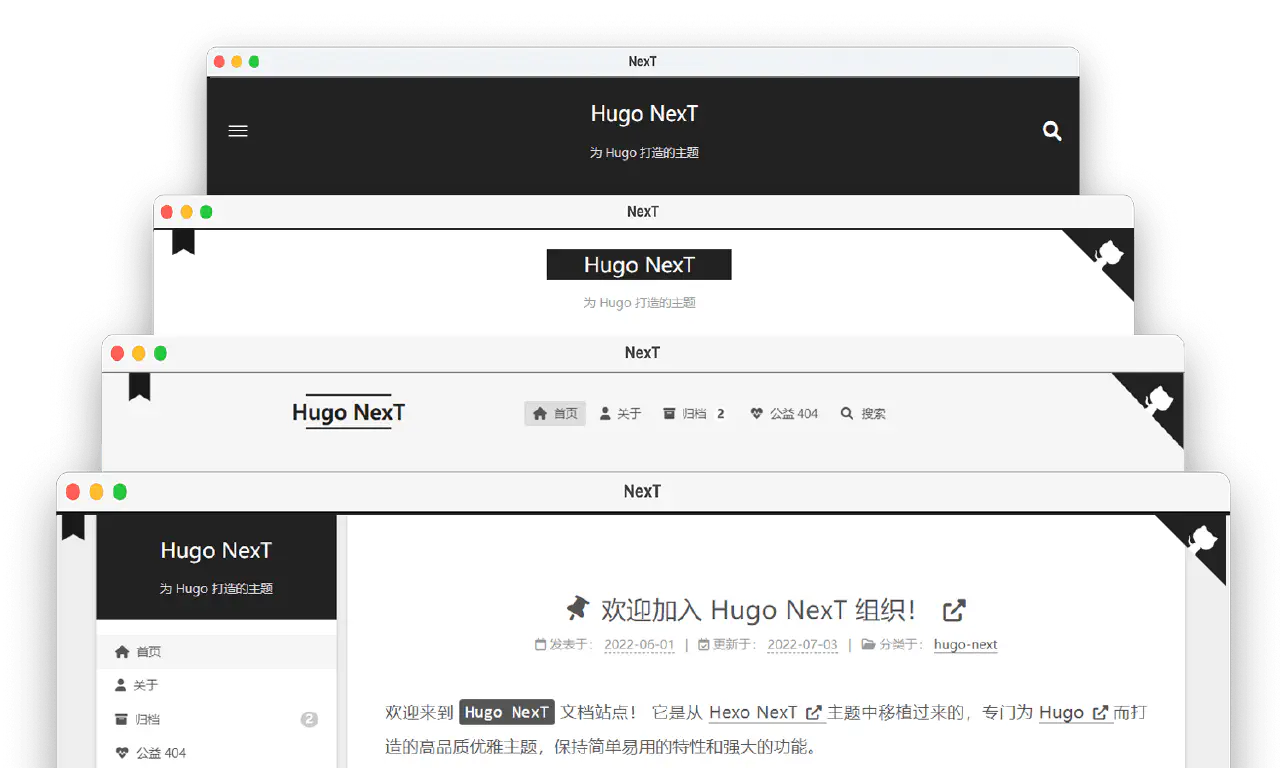 NexT
Hugo NexT
为 Hugo 打造的主题
NexT
Hugo NexT
为 Hugo 打造的主题
NexT
Hugo NexT 首页 关于 归档 2 公益 404 搜索
NexT
Hugo NexT
为 Hugo 打造的主题
首页
关于
归档 2
公益 404
欢迎加入 Hugo NexT 组织！
发表于： 2022-06-01 | 更新于： 2022-07-03 | 分类于： hugo-next
欢迎来到 Hugo NexT 文档站点！ 它是从 Hexo NexT 主题中移植过来的，专门为 Hugo 而打
造的高品质优雅主题，保持简单易用的特性和强大的功能。